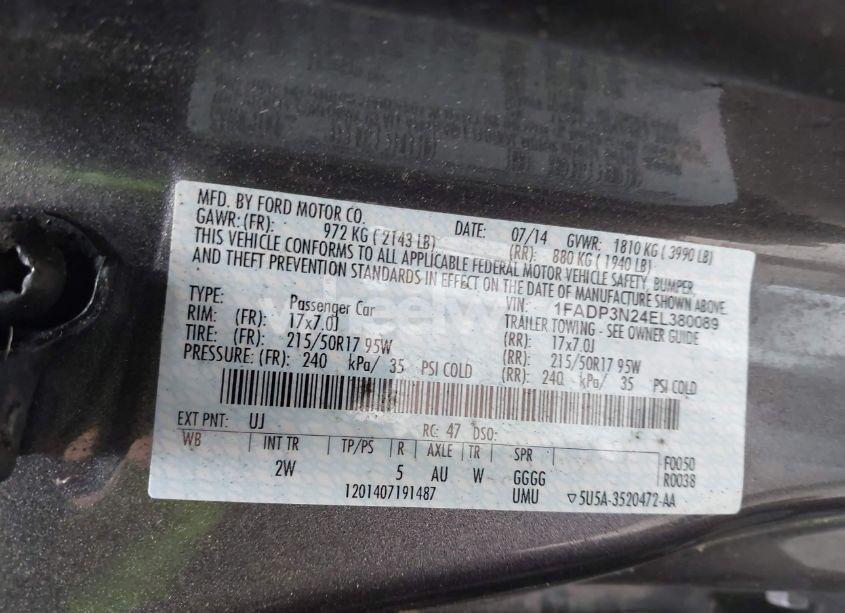 MFD. BY FORD MOTOR CO. DATE: 07/14 GVWR: 1810 KG ( 3990 LB)
GAWR: (FR): 972 KG ( 2143 LB) (RR): 880 KG ( 1940 LB)
THIS VEHICLE CONFORMS TO ALL APPLICABLE FEDERAL MOTOR VEHICLE SAFETY, BUMPER,
AND THEFT PREVENTION STANDARDS IN EFFECT ON THE DATE OF MANUFACTURE SHOWN ABOVE.
VIN: 1FADP3N24EL380089
TYPE: Passenger Car TRAILER TOWING - SEE OWNER GUIDE
RIM: (FR): 17x7.0J (RR): 17x7.0J
TIRE: (FR): 215/50R17 95W (RR): 215/50R17 95W
PRESSURE: (FR): 240 kPa/ 35 PSI COLD (RR): 240 kPa/ 35 PSI COLD
EXT PNT: UJ RC: 47 DSO:
WB INT TR TP/PS R AXLE TR SPR F0050
2W 5 AU W GGGG R0038
1201407191487 UMU ▽5U5A-3520472-AA